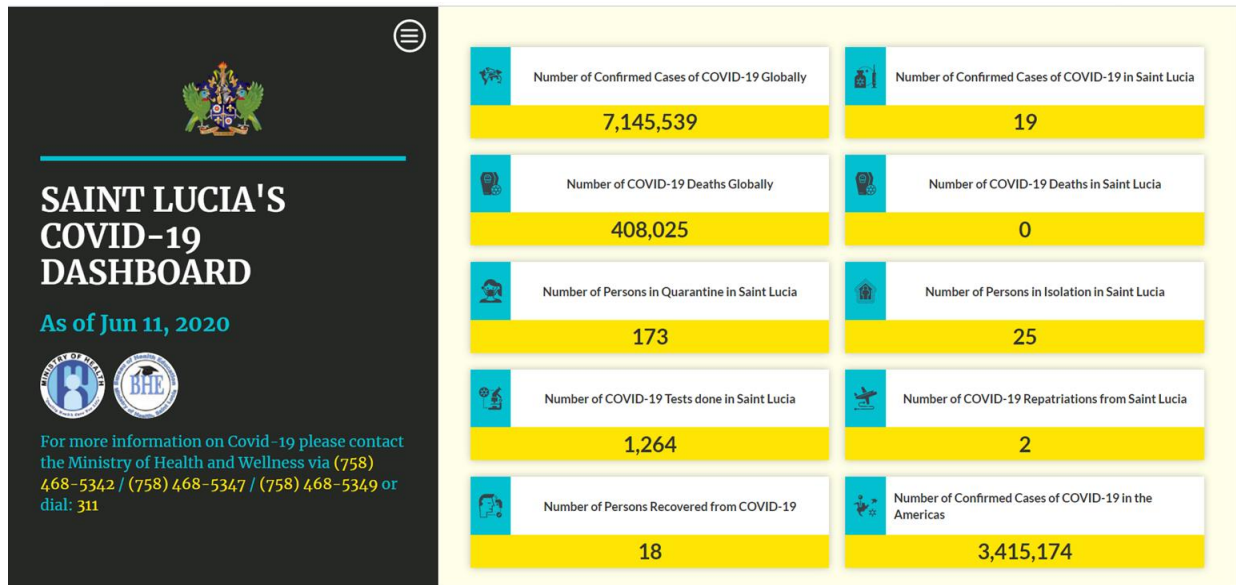 SAINT LUCIA'S
COVID-19
DASHBOARD
As of Jun 11, 2020
MINISTRY OF HEALTH
BHE
For more information on Covid-19 please contact
the Ministry of Health and Wellness via (758)
468-5342 / (758) 468-5347 / (758) 468-5349 or
dial: 311
Number of Confirmed Cases of COVID-19 Globally
7,145,539
Number of Confirmed Cases of COVID-19 in Saint Lucia
19
Number of COVID-19 Deaths Globally
408,025
Number of COVID-19 Deaths in Saint Lucia
0
Number of Persons in Quarantine in Saint Lucia
173
Number of Persons in Isolation in Saint Lucia
25
Number of COVID-19 Tests done in Saint Lucia
1,264
Number of COVID-19 Repatriations from Saint Lucia
2
Number of Persons Recovered from COVID-19
18
Number of Confirmed Cases of COVID-19 in the
Americas
3,415,174